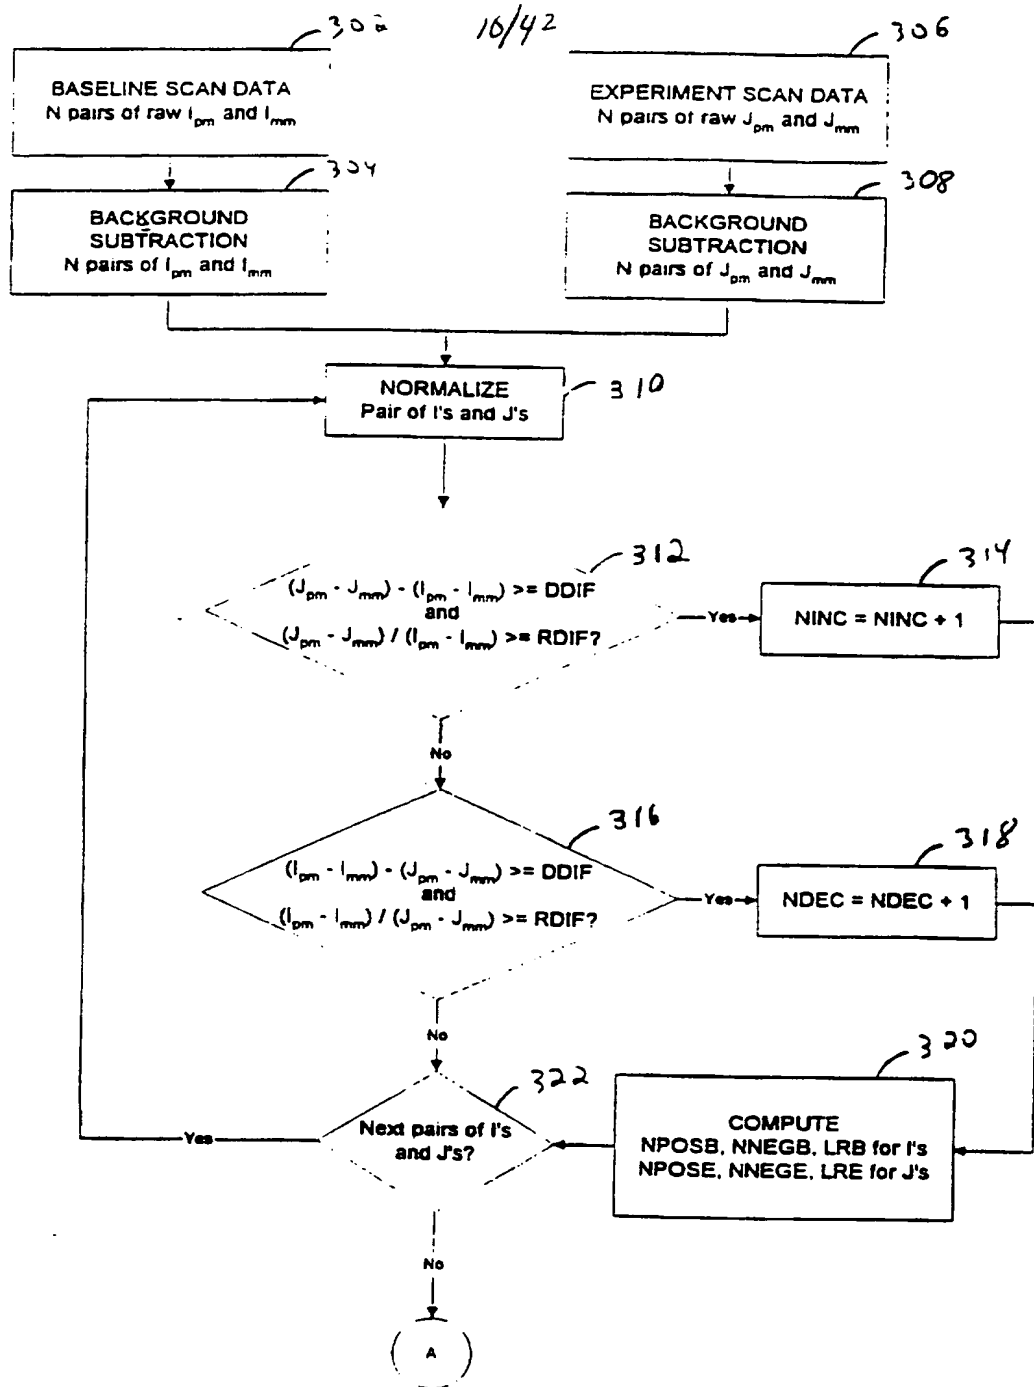 302
10/42
306
BASELINE SCAN DATA
N pairs of raw Ipm and Imm
EXPERIMENT SCAN DATA
N pairs of raw Jpm and Jmm
304
308
BACKGROUND
SUBTRACTION
N pairs of Ipm and Imm
BACKGROUND
SUBTRACTION
N pairs of Jpm and Jmm
NORMALIZE
Pair of I's and J's
310
312
(Jpm - Jmm) - (Ipm - Imm) >= DDIF
and
(Jpm - Jmm) / (Ipm - Imm) >= RDIF?
Yes
314
NINC = NINC + 1
No
316
(Ipm - Imm) - (Jpm - Jmm) >= DDIF
and
(Ipm - Imm) / (Jpm - Jmm) >= RDIF?
Yes
318
NDEC = NDEC + 1
No
322
Next pairs of I's
and J's?
Yes
320
COMPUTE
NPOSB, NNEGB, LRB for I's
NPOSE, NNEGE, LRE for J's
No
A